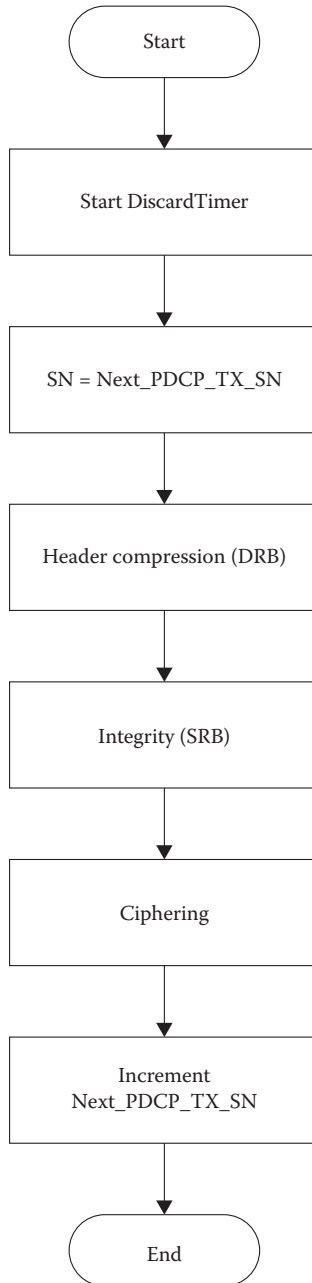 Start
Start DiscardTimer
SN = Next_PDCP_TX_SN
Header compression (DRB)
Integrity (SRB)
Ciphering
Increment
Next_PDCP_TX_SN
End